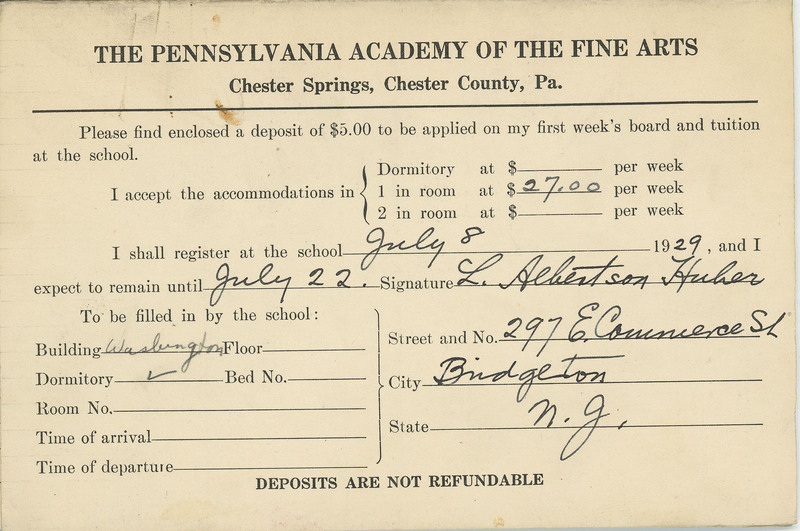 THE PENNSYLVANIA ACADEMY OF THE FINE ARTS
Chester Springs, Chester County, Pa.
Please find enclosed a deposit of $5.00 to be applied on my first week's board and tuition
at the school.
Dormitory at $ per week
I accept the accommodations in { 1 in room at $ 27.00 per week
2 in room at $ per week
I shall register at the school July 8 1929, and I
expect to remain until July 22. Signature L. Albertson Huber
To be filled in by the school:
Building Washington Floor
Dormitory ✓ Bed No.
Room No.
Time of arrival
Time of departure
Street and No. 297 E. Commerce St
City Bridgeton
State N. J.
DEPOSITS ARE NOT REFUNDABLE